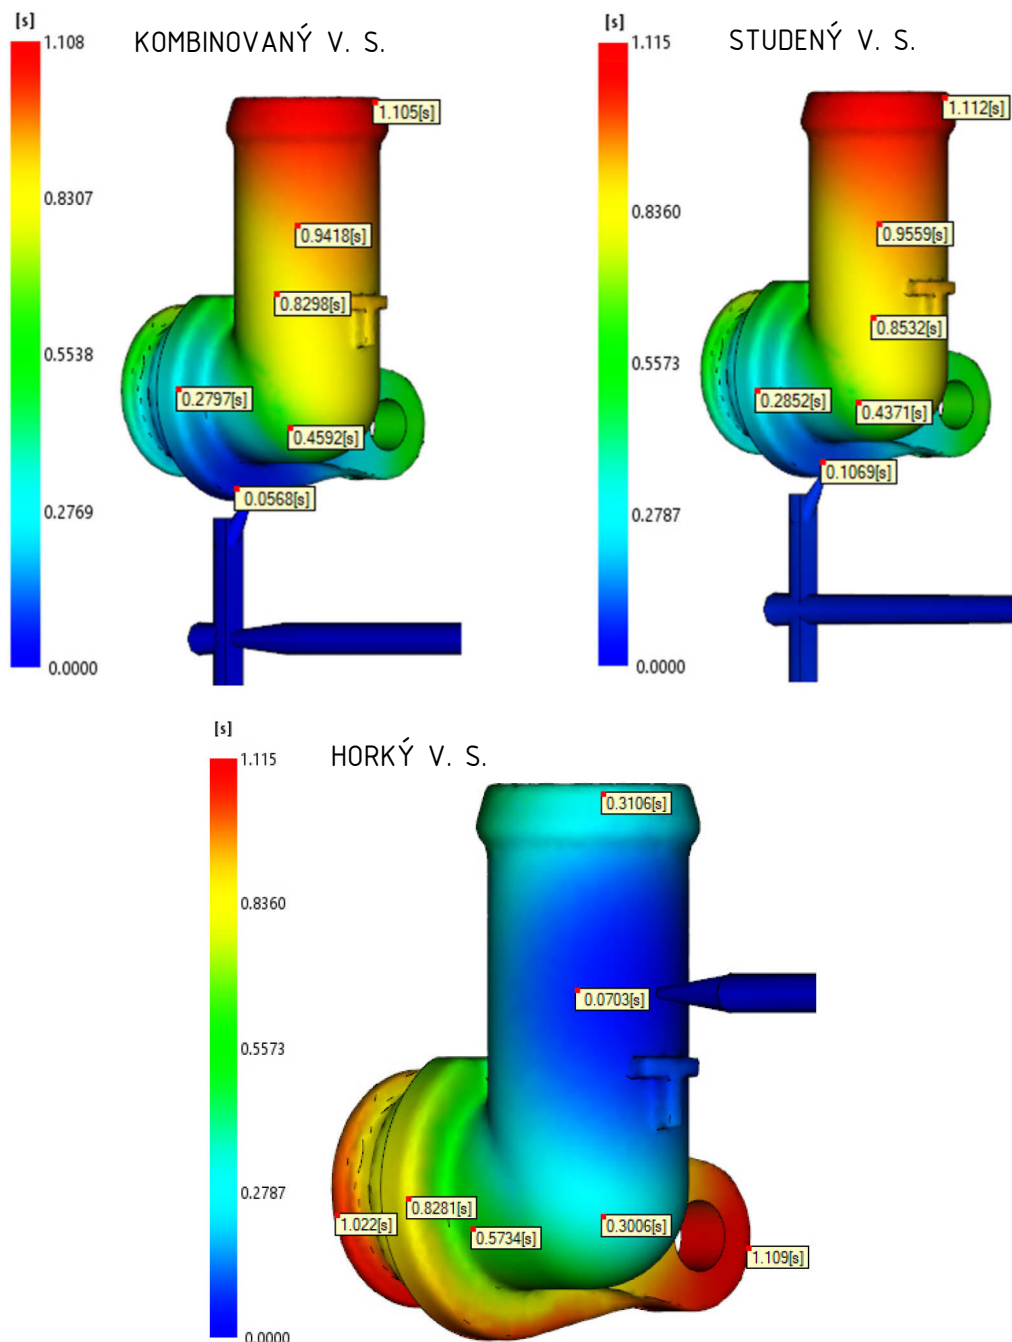 [s]
KOMBINOVANÝ V. S.
1.108
0.8307
0.5538
0.2769
0.0000
1.105[s]
0.9418[s]
0.8298[s]
0.2797[s]
0.4592[s]
0.0568[s]
[s]
STUDENÝ V. S.
1.115
0.8360
0.5573
0.2787
0.0000
1.112[s]
0.9559[s]
0.8532[s]
0.2852[s]
0.4371[s]
0.1069[s]
[s]
HORKÝ V. S.
1.115
0.8360
0.5573
0.2787
0.0000
0.3106[s]
0.0703[s]
0.8281[s]
1.022[s]
0.5734[s]
0.3006[s]
1.109[s]